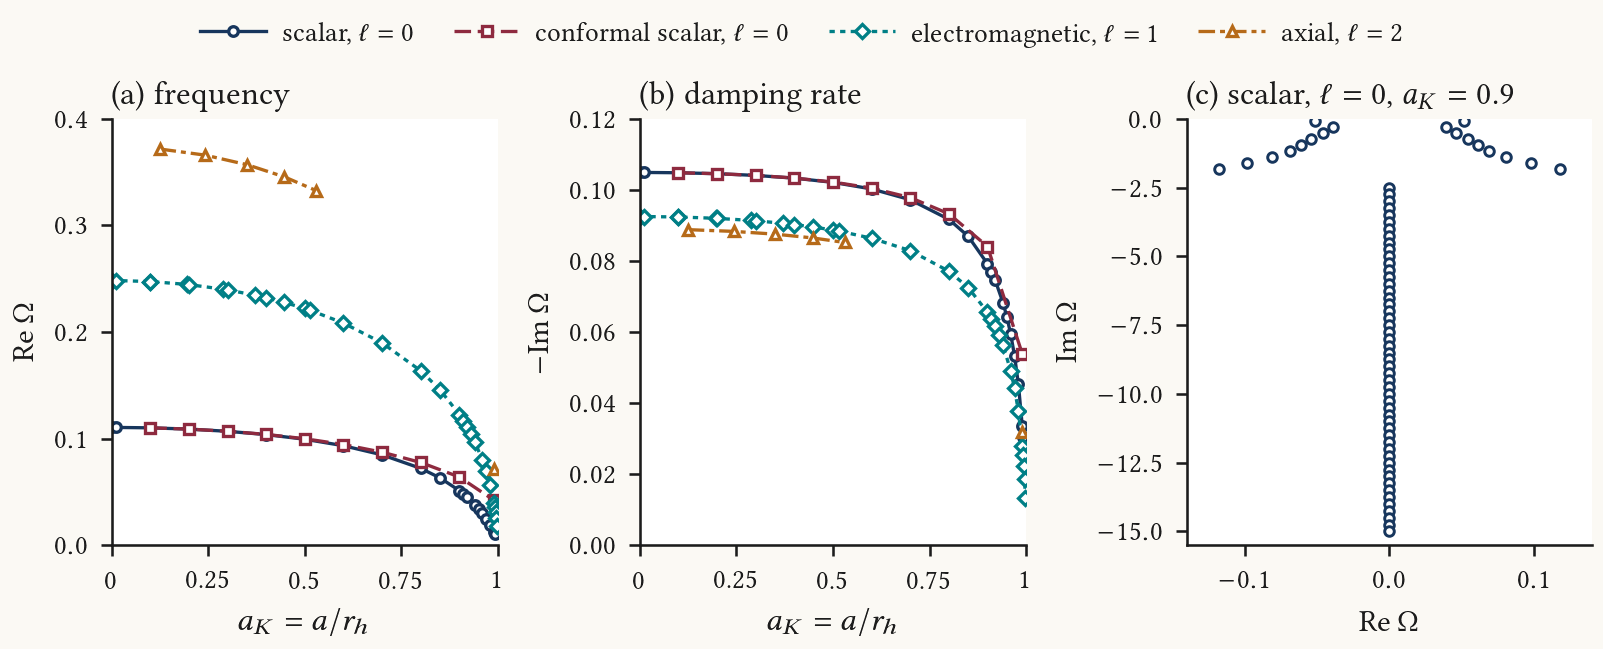 scalar, ℓ = 0
conformal scalar, ℓ = 0
electromagnetic, ℓ = 1
axial, ℓ = 2
(a) frequency
0.4
0.3
0.2
0.1
0.0
Re Ω
0
0.25
0.5
0.75
1
a_K = a/r_h
(b) damping rate
0.12
0.10
0.08
0.06
0.04
0.02
0.00
−Im Ω
0
0.25
0.5
0.75
1
a_K = a/r_h
(c) scalar, ℓ = 0, a_K = 0.9
0.0
−2.5
−5.0
−7.5
−10.0
−12.5
−15.0
Im Ω
−0.1
0.0
0.1
Re Ω